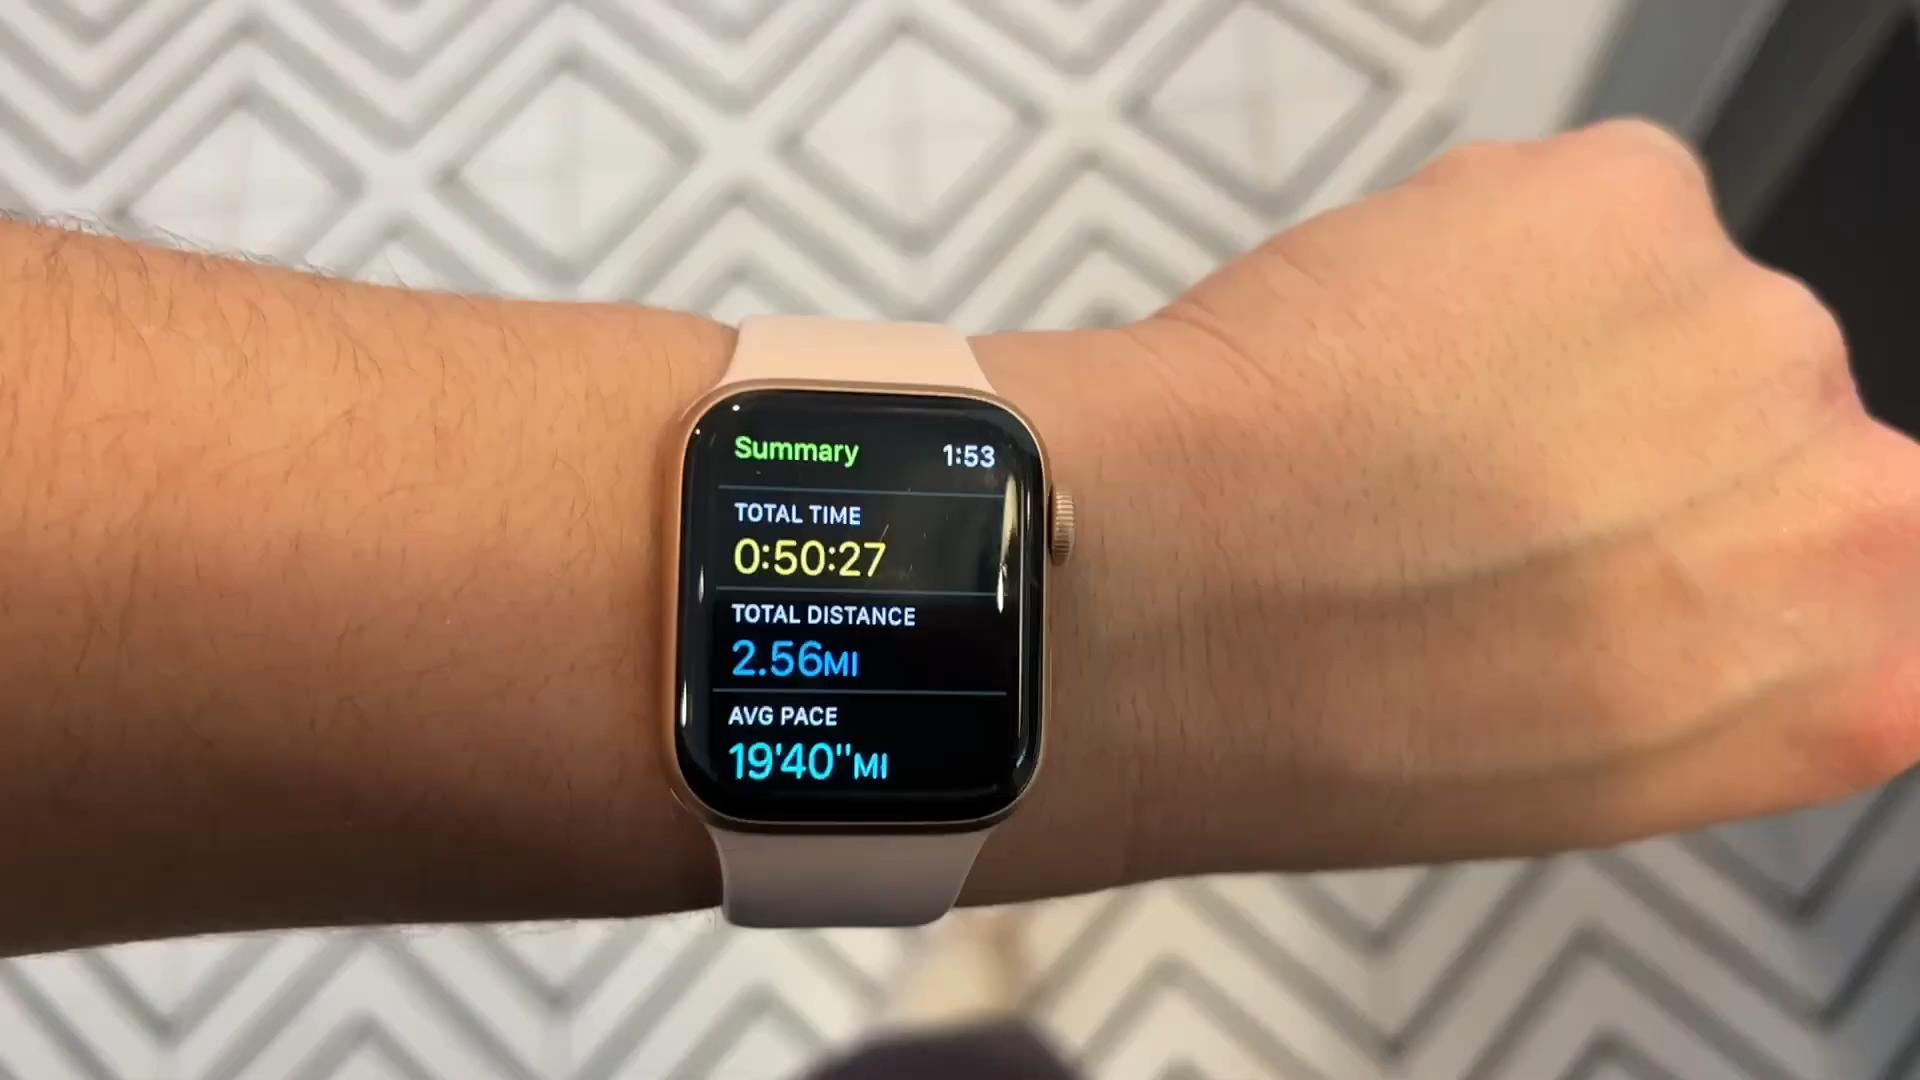 Summary 1:53
TOTAL TIME
0:50:27
TOTAL DISTANCE
2.56MI
AVG PACE
19'40"MI